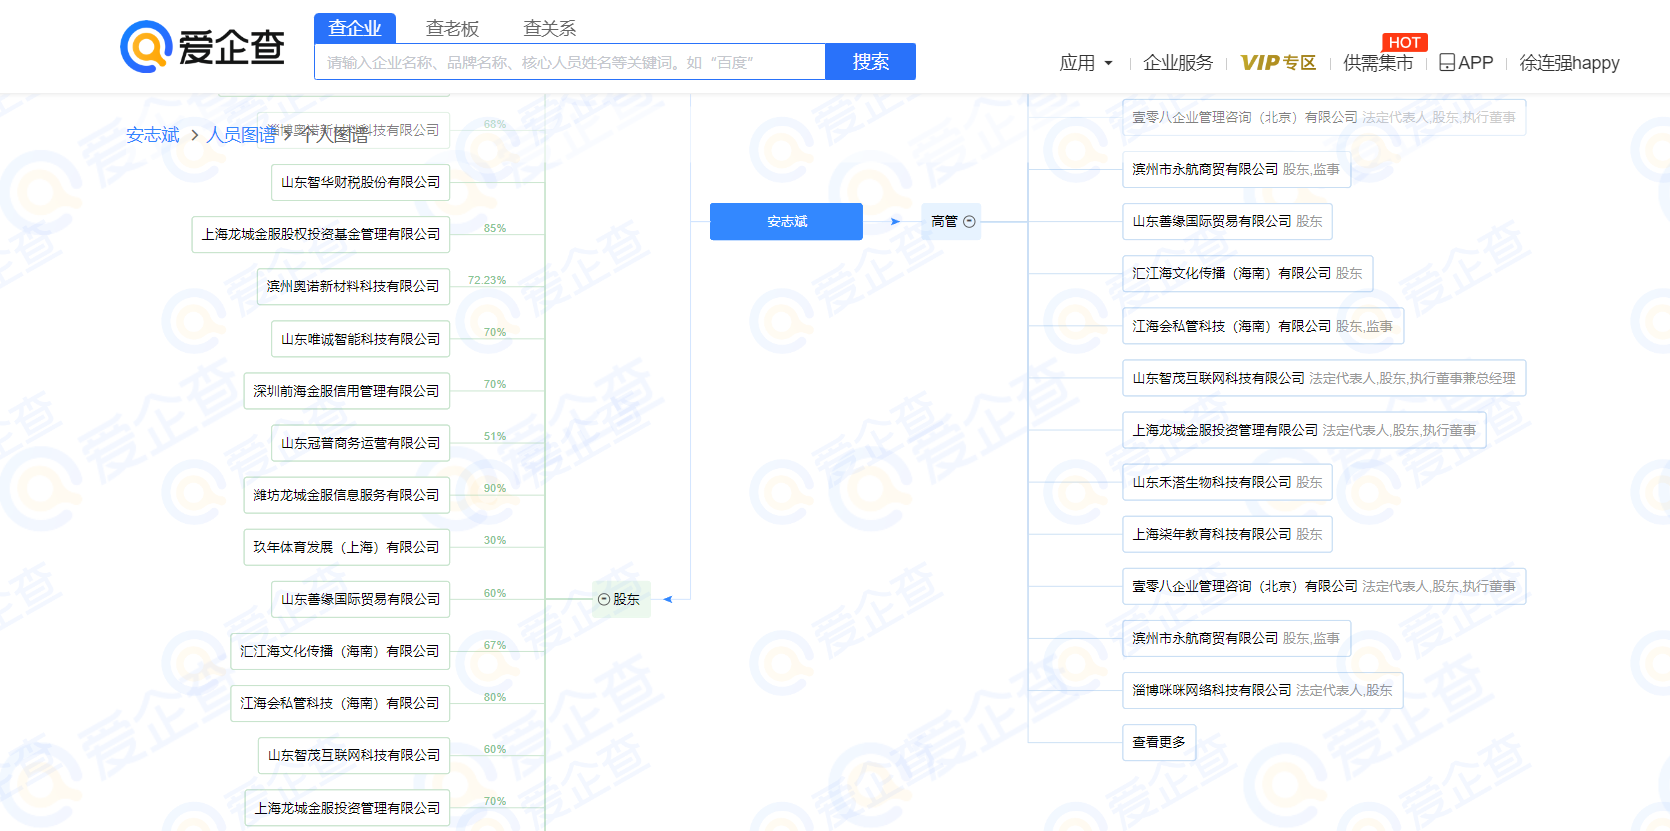 爱企查
查企业
查老板
查关系
请输入企业名称、品牌名称、核心人员姓名等关键词。如“百度”
搜索
应用
企业服务
VIP专区
供需集市
HOT
APP
徐连强happy
安志斌
人员图谱
个人图谱
淄博奥诺新材料科技有限公司 68%
山东智华财税股份有限公司
上海龙城金服股权投资基金管理有限公司 85%
滨州奥诺新材料科技有限公司 72.23%
山东唯诚智能科技有限公司 70%
深圳前海金服信用管理有限公司 70%
山东冠普商务运营有限公司 51%
潍坊龙城金服信息服务有限公司 90%
玖年体育发展（上海）有限公司 30%
山东善缘国际贸易有限公司 60%
汇江海文化传播（海南）有限公司 67%
江海会私管科技（海南）有限公司 80%
山东智茂互联网科技有限公司 60%
上海龙城金服投资管理有限公司 70%
股东
安志斌
高管
壹零八企业管理咨询（北京）有限公司 法定代表人,股东,执行董事
滨州市永航商贸有限公司 股东,监事
山东善缘国际贸易有限公司 股东
汇江海文化传播（海南）有限公司 股东
江海会私管科技（海南）有限公司 股东,监事
山东智茂互联网科技有限公司 法定代表人,股东,执行董事兼总经理
上海龙城金服投资管理有限公司 法定代表人,股东,执行董事
山东禾溚生物科技有限公司 股东
上海柒年教育科技有限公司 股东
壹零八企业管理咨询（北京）有限公司 法定代表人,股东,执行董事
滨州市永航商贸有限公司 股东,监事
淄博咪咪网络科技有限公司 法定代表人,股东
查看更多